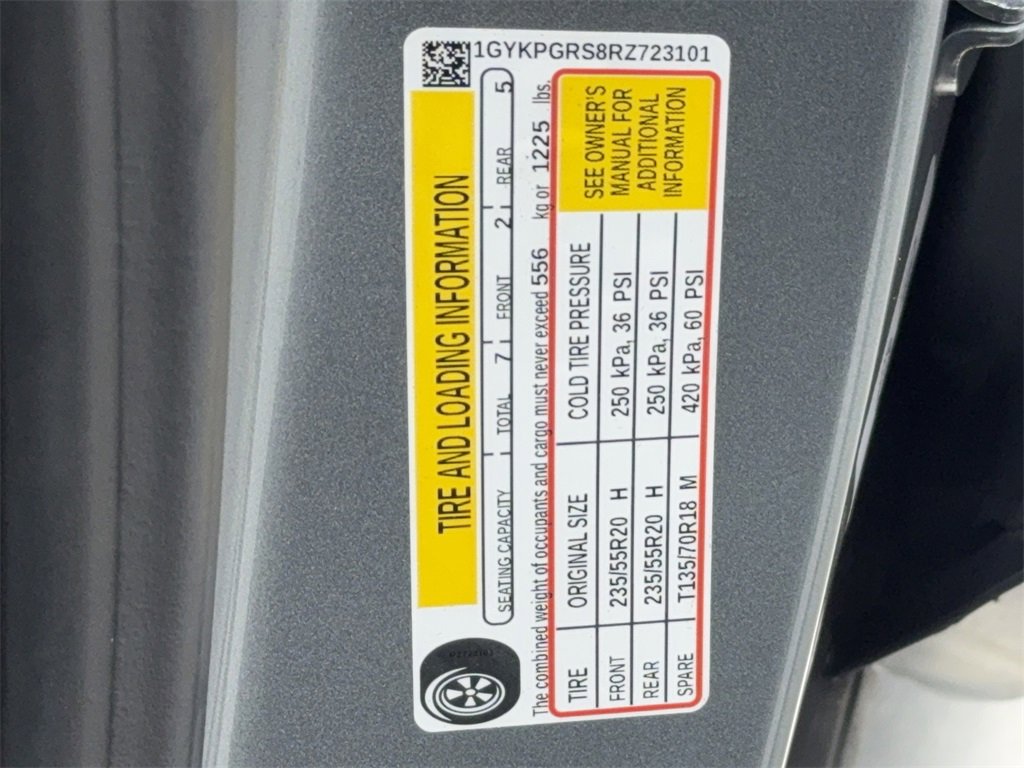 1GYKPGRS8RZ723101
TIRE AND LOADING INFORMATION
SEATING CAPACITY | TOTAL 7 | FRONT 2 | REAR 5
The combined weight of occupants and cargo must never exceed 556 kg or 1225 lbs.
TIRE ORIGINAL SIZE COLD TIRE PRESSURE
FRONT 235/55R20 H 250 kPa, 36 PSI
REAR 235/55R20 H 250 kPa, 36 PSI
SPARE T135/70R18 M 420 kPa, 60 PSI
SEE OWNER'S
MANUAL FOR
ADDITIONAL
INFORMATION